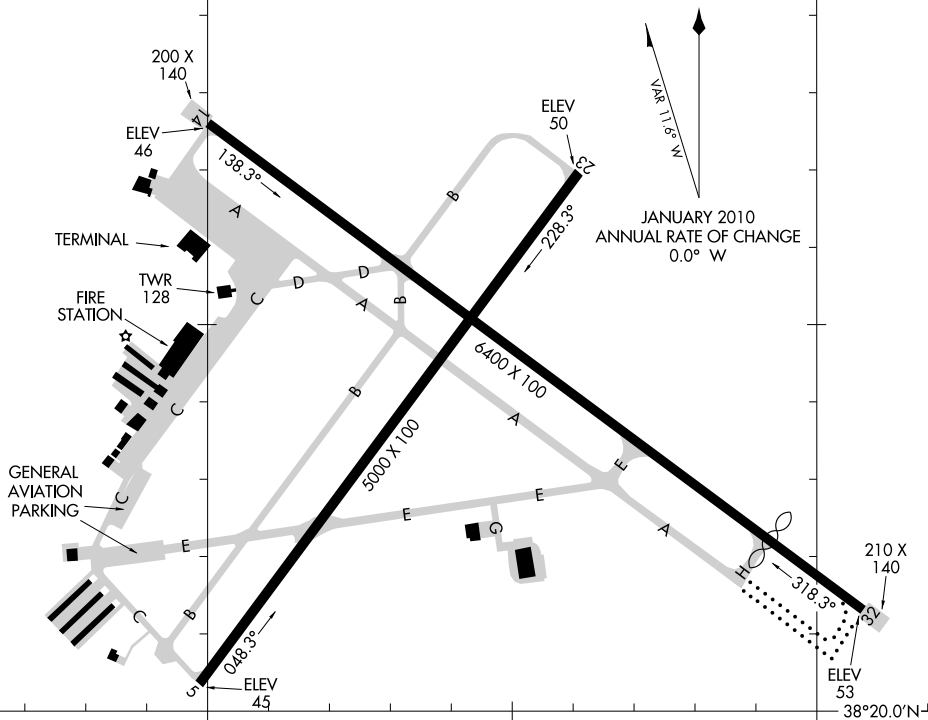 200 X
140
14
ELEV
46
138.3°
A
TERMINAL
TWR
128
FIRE
STATION
C
D
D
B
ELEV
50
23
228.3°
VAR 11.6° W
JANUARY 2010
ANNUAL RATE OF CHANGE
0.0° W
A
B
B
6400 X 100
A
5000 X 100
C
GENERAL
AVIATION
PARKING
C
E
E
E
E
G
A
H
318.3°
210 X
140
32
ELEV
53
C
B
048.3°
5
ELEV
45
38°20.0'N